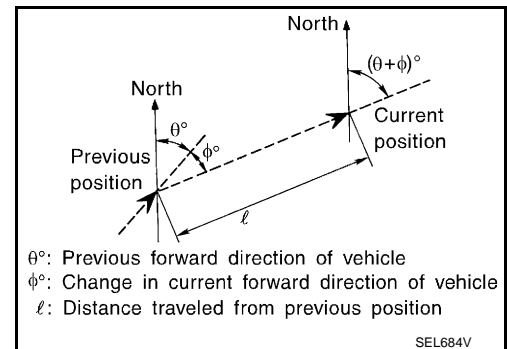 North
(θ+φ)°
North
θ°
φ°
Current
position
Previous
position
ℓ
θ°: Previous forward direction of vehicle
φ°: Change in current forward direction of vehicle
ℓ: Distance traveled from previous position
SEL684V